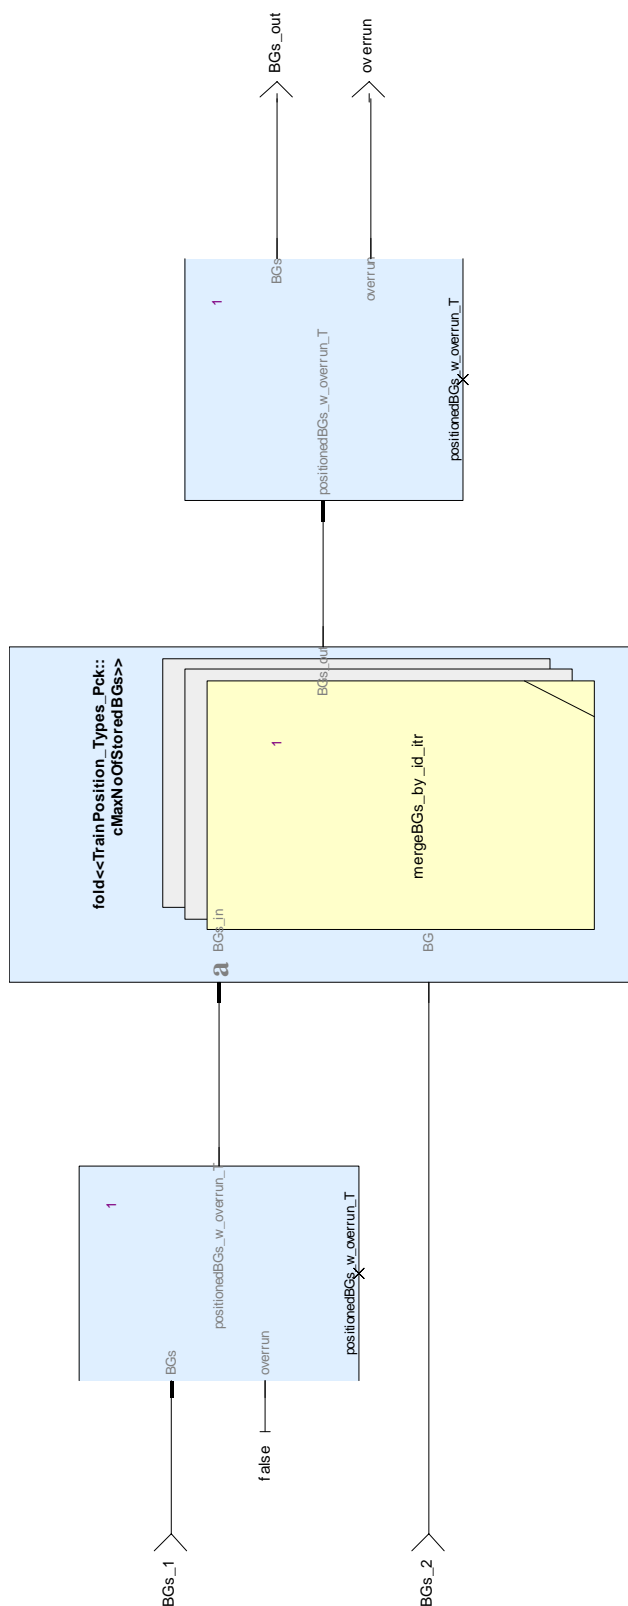 BGs_1
BGs_2
false
BGs
overrun
1
positionedBGs_w_overrun_T
positionedBGs_w_overrun_T
a
BGs_in
BG
fold<<TrainPosition_Types_Pck::
cMaxNoOfStoredBGs>>
1
mergeBGs_by_id_itr
BGs_out
positionedBGs_w_overrun_T
1
positionedBGs_w_overrun_T
BGs
overrun
BGs_out
overrun